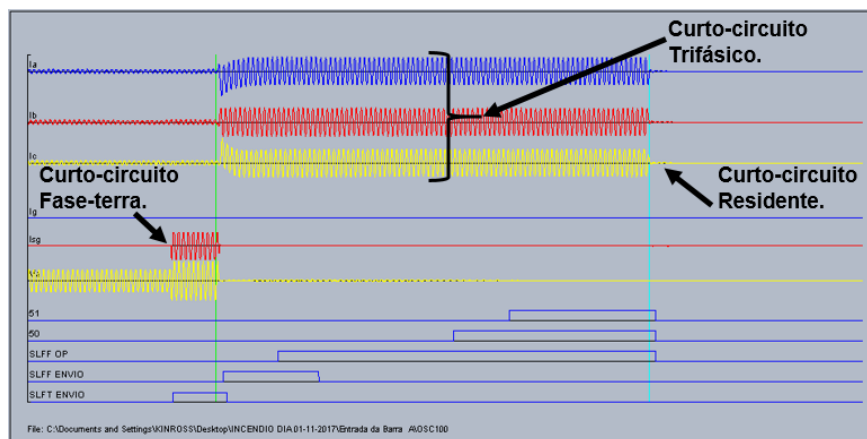 Curto-circuito
Trifásico.
Ia
Ib
Ic
Curto-circuito
Fase-terra.
Curto-circuito
Residente.
Ig
Isg
51
50
SLFF OP
SLFF ENVIO
SLFT ENVIO
File: C:\Documents and Settings\KINROSS\Desktop\INCENDIO DIA 01-11-2017\Entrada da Barra A\OSC100